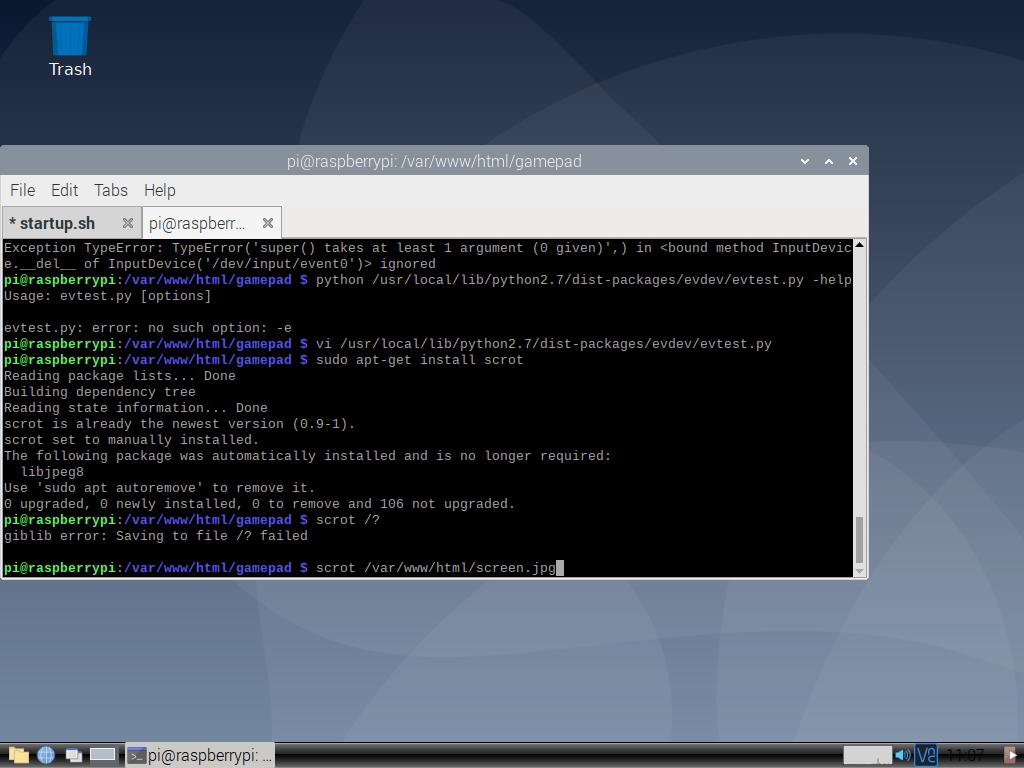 Trash
pi@raspberrypi: /var/www/html/gamepad
File Edit Tabs Help
* startup.sh pi@raspberr...
Exception TypeError: TypeError('super() takes at least 1 argument (0 given)',) in <bound method InputDevic
e.__del__ of InputDevice('/dev/input/event0')> ignored
pi@raspberrypi:/var/www/html/gamepad $ python /usr/local/lib/python2.7/dist-packages/evdev/evtest.py -help
Usage: evtest.py [options]
evtest.py: error: no such option: -e
pi@raspberrypi:/var/www/html/gamepad $ vi /usr/local/lib/python2.7/dist-packages/evdev/evtest.py
pi@raspberrypi:/var/www/html/gamepad $ sudo apt-get install scrot
Reading package lists... Done
Building dependency tree
Reading state information... Done
scrot is already the newest version (0.9-1).
scrot set to manually installed.
The following package was automatically installed and is no longer required:
libjpeg8
Use 'sudo apt autoremove' to remove it.
0 upgraded, 0 newly installed, 0 to remove and 106 not upgraded.
pi@raspberrypi:/var/www/html/gamepad $ scrot /?
giblib error: Saving to file /? failed
pi@raspberrypi:/var/www/html/gamepad $ scrot /var/www/html/screen.jpg
pi@raspberrypi: ... 11:07